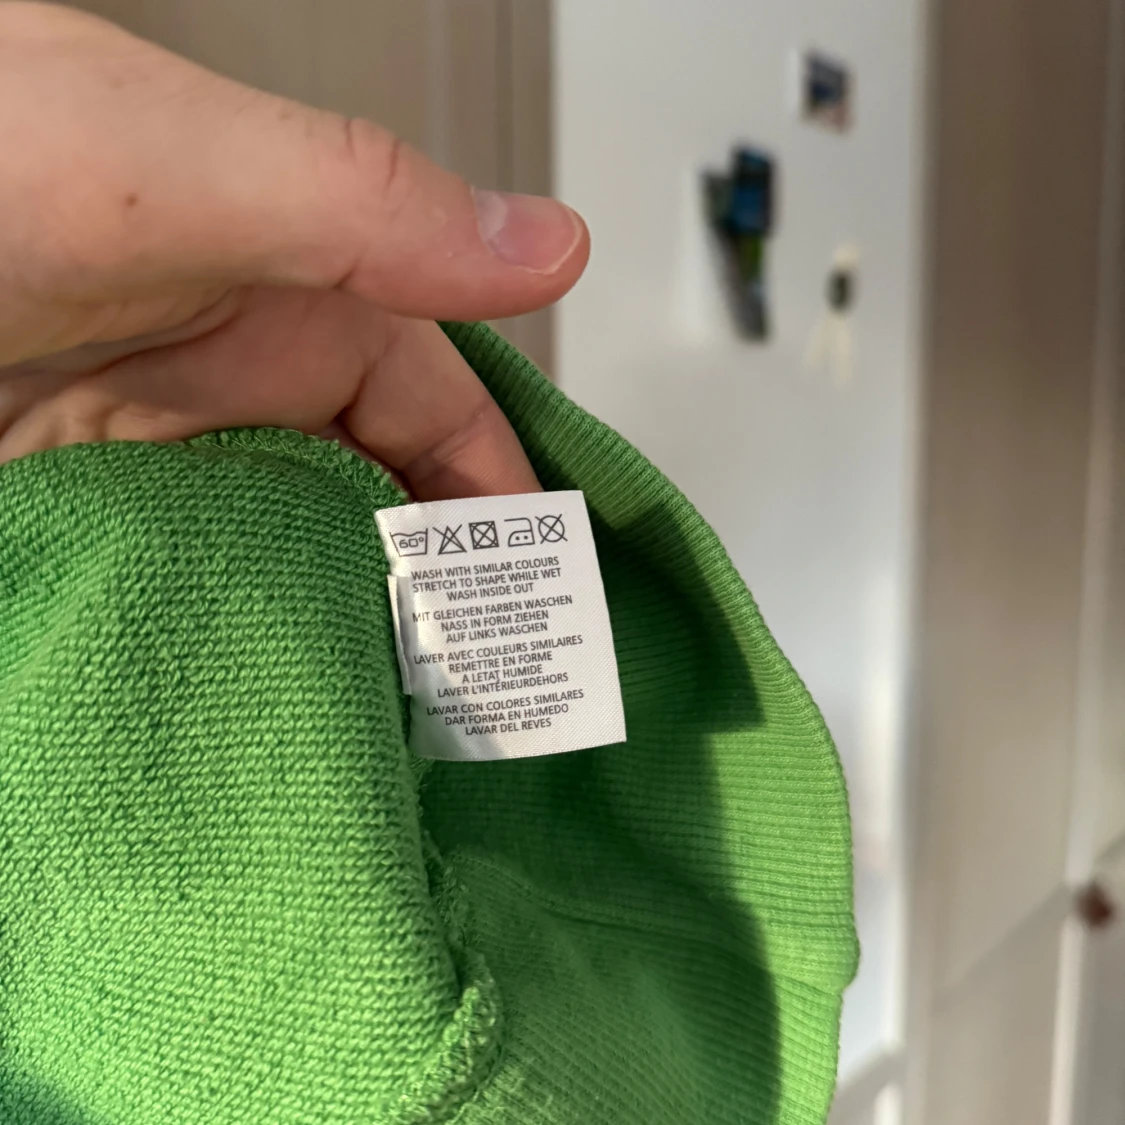 60°
WASH WITH SIMILAR COLOURS
STRETCH TO SHAPE WHILE WET
WASH INSIDE OUT
MIT GLEICHEN FARBEN WASCHEN
NASS IN FORM ZIEHEN
AUF LINKS WASCHEN
LAVER AVEC COULEURS SIMILAIRES
REMETTRE EN FORME
A LETAT HUMIDE
LAVER L'INTÉRIEURDEHORS
LAVAR CON COLORES SIMILARES
DAR FORMA EN HUMEDO
LAVAR DEL REVES